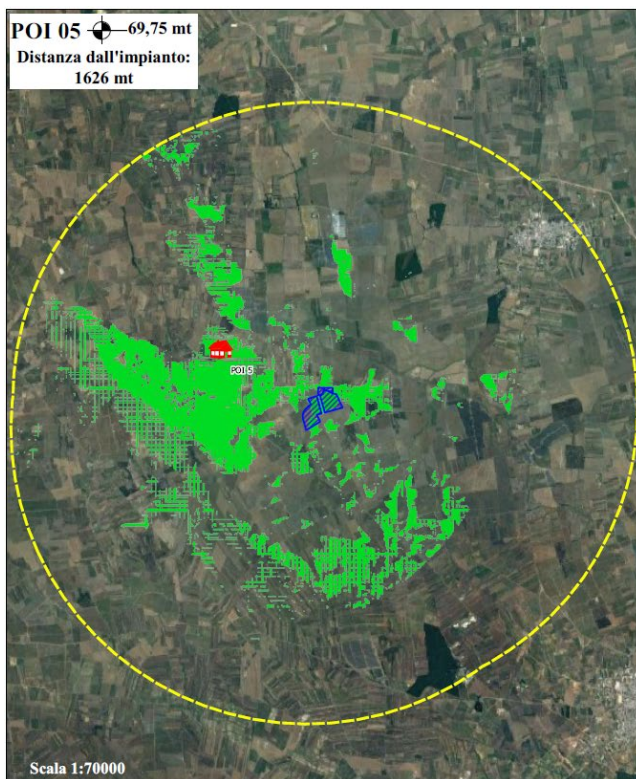 POI 05 69,75 mt
Distanza dall'impianto:
1626 mt
POI 5
Scala 1:70000